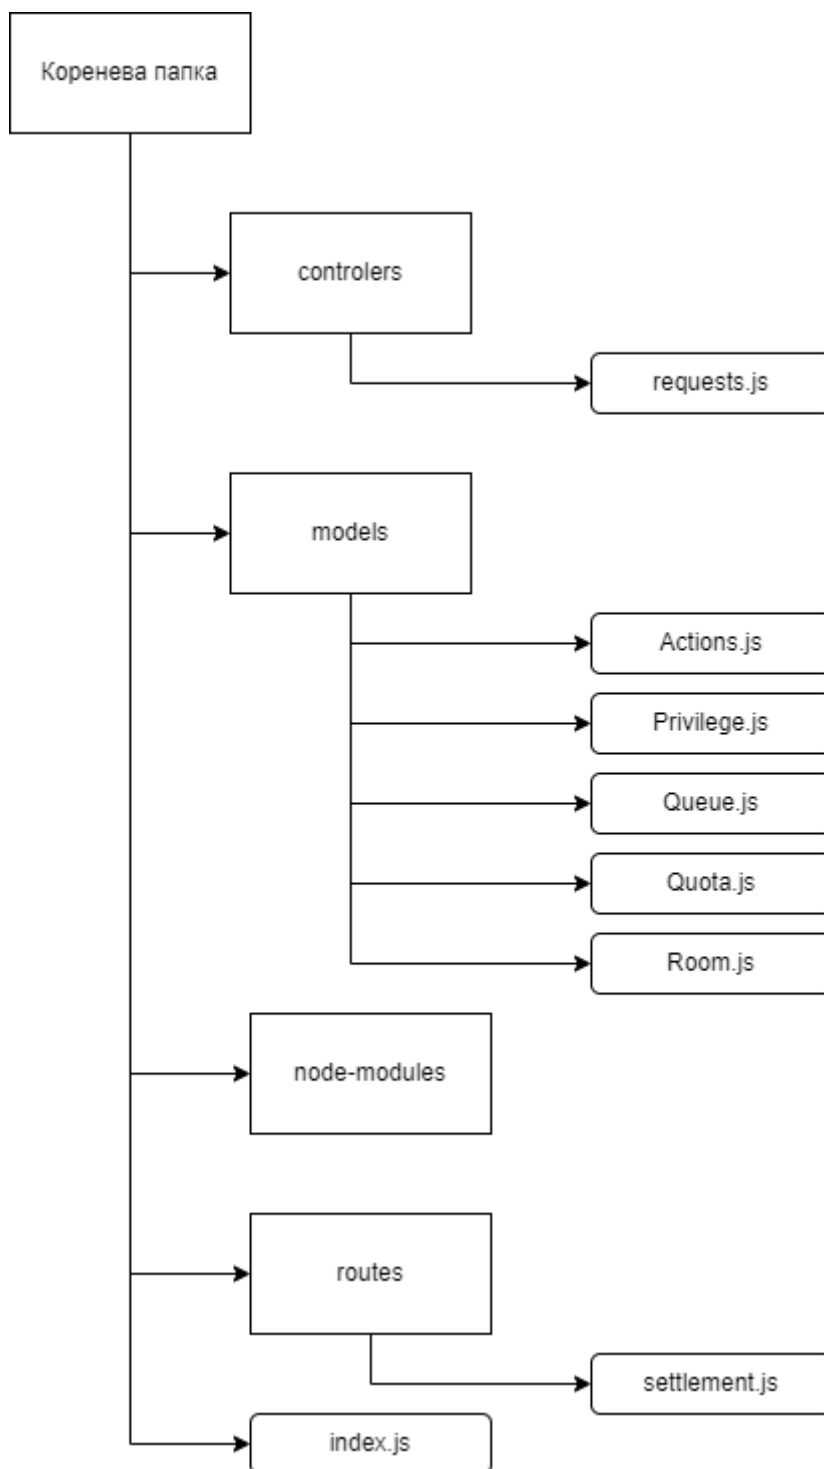 Коренева папка
controlers
requests.js
models
Actions.js
Privilege.js
Queue.js
Quota.js
Room.js
node-modules
routes
settlement.js
index.js